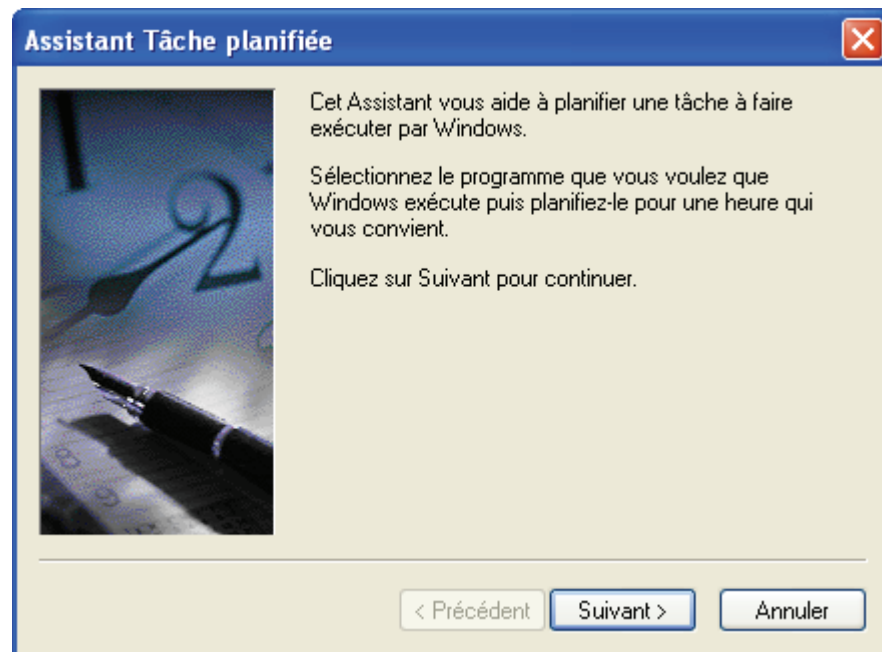 Assistant Tâche planifiée
Cet Assistant vous aide à planifier une tâche à faire
exécuter par Windows.
Sélectionnez le programme que vous voulez que
Windows exécute puis planifiez-le pour une heure qui
vous convient.
Cliquez sur Suivant pour continuer.
2
< Précédent Suivant > Annuler